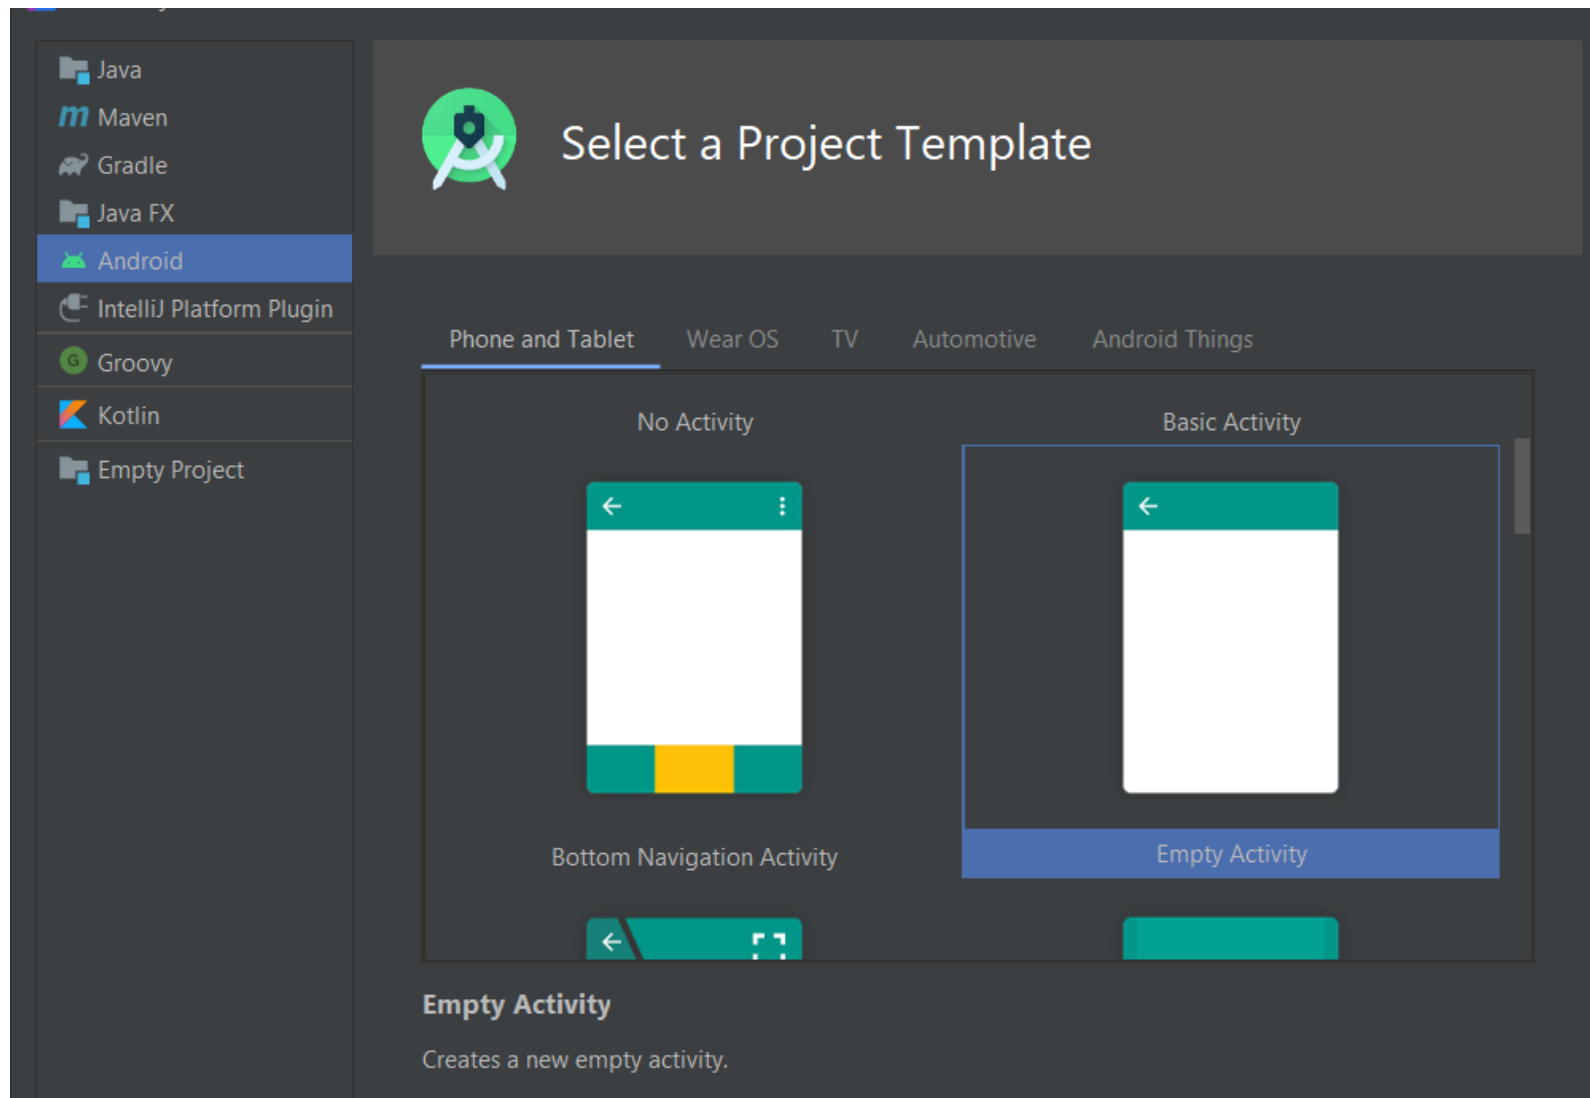 Java
Maven
Gradle
Java FX
Android
IntelliJ Platform Plugin
Groovy
Kotlin
Empty Project
Select a Project Template
Phone and Tablet Wear OS TV Automotive Android Things
No Activity Basic Activity
Bottom Navigation Activity Empty Activity
Empty Activity
Creates a new empty activity.